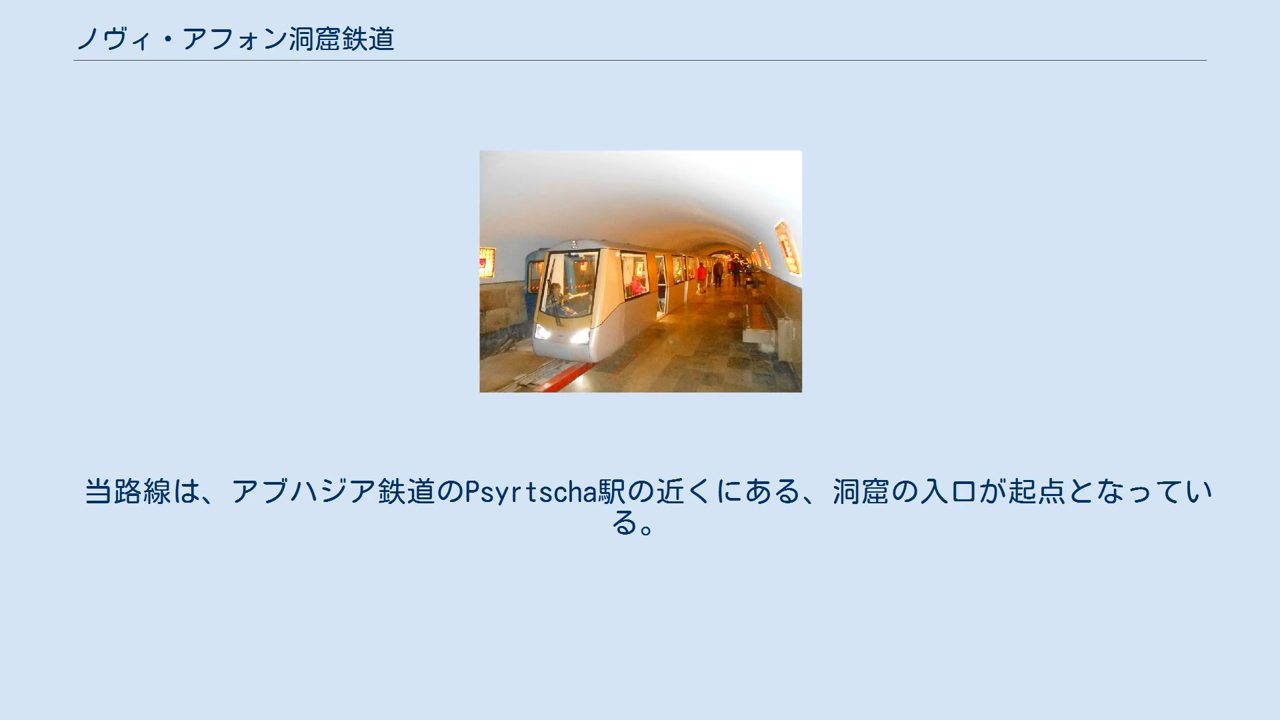 ノヴィ・アフォン洞窟鉄道
当路線は、アブハジア鉄道のPsyrtscha駅の近くにある、洞窟の入口が起点となってい
る。